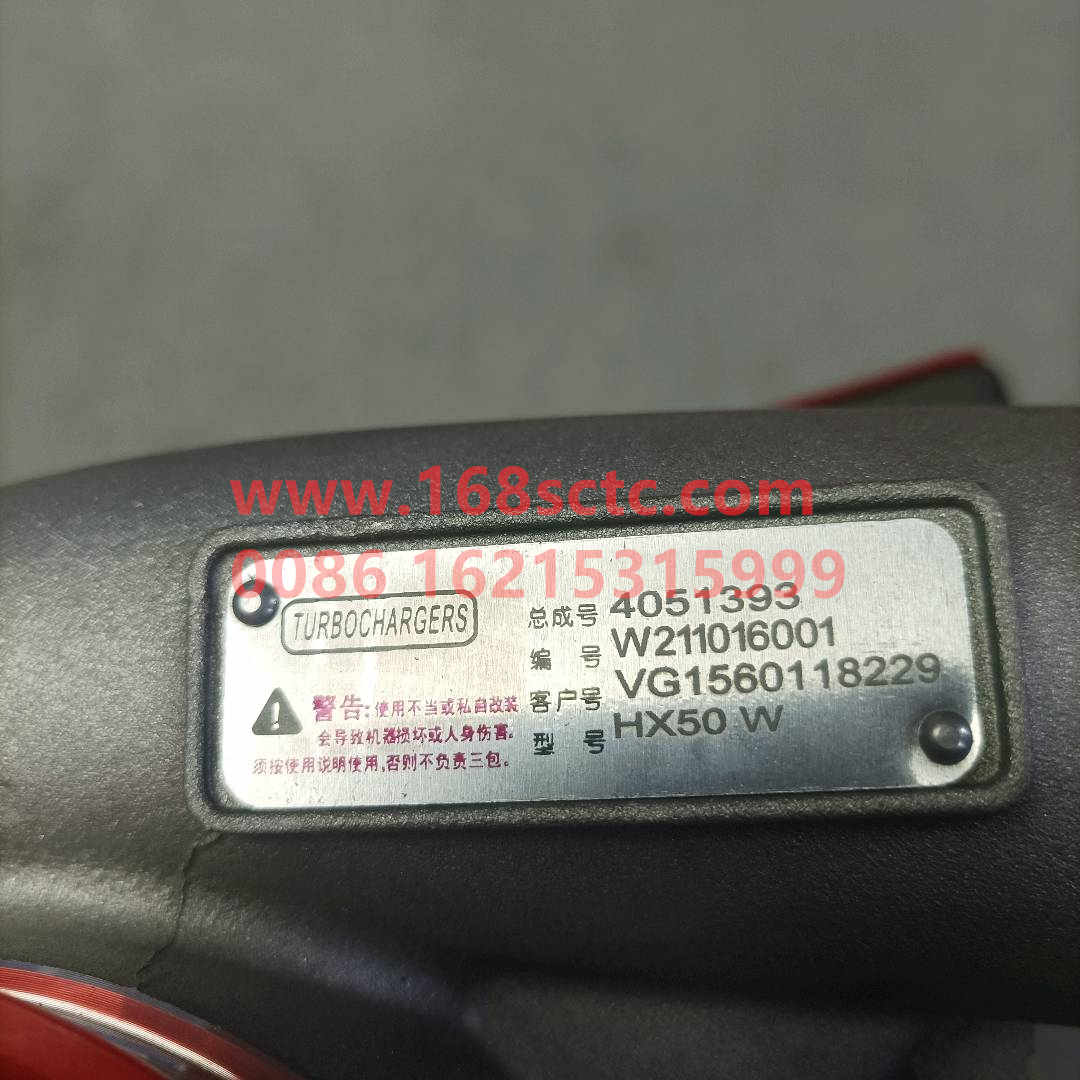 www.168sctc.com
0086 16215315999
TURBOCHARGERS
总成号 4051393
编 号 W211016001
客户号 VG1560118229
型 号 HX50 W
警告:使用不当或私自改装
会导致机器损坏或人身伤害。
须按使用说明使用,否则不负责三包。